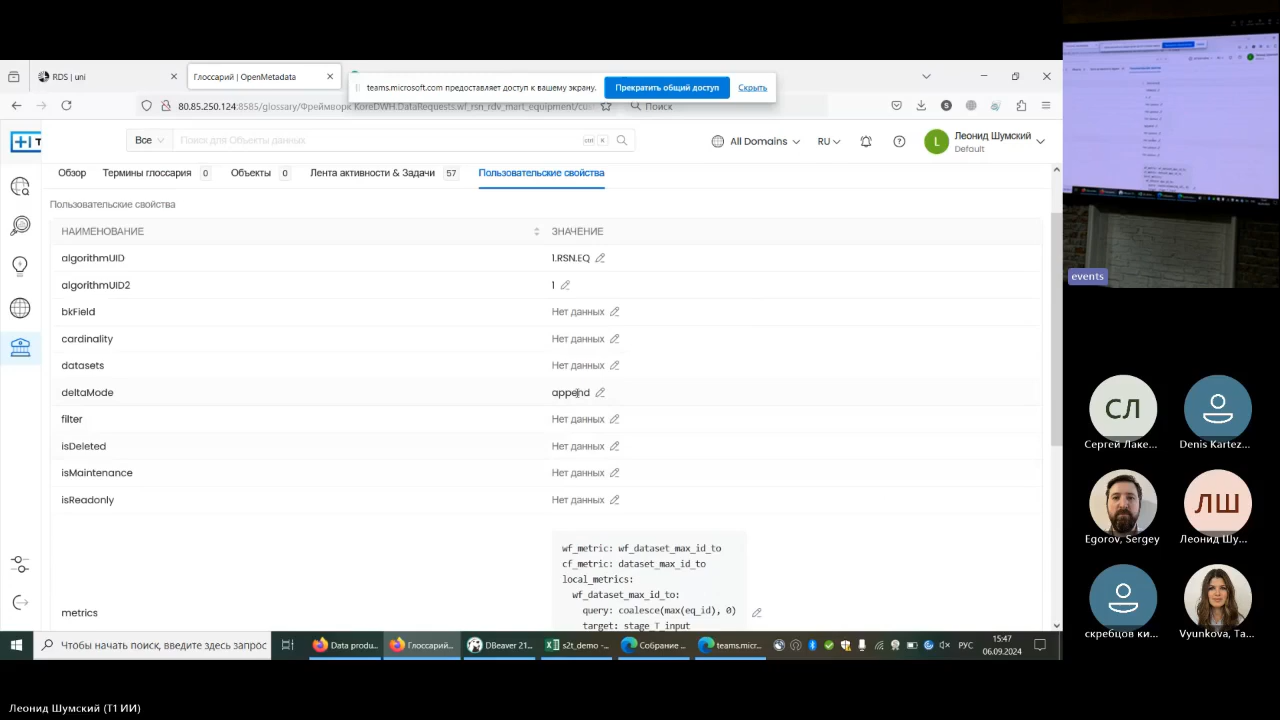 RDS | uni
Глоссарий | OpenMetadata
teams.microsoft.com предоставляет доступ к вашему экрану.
Прекратить общий доступ
Скрыть
80.85.250.124:8585/glossary/Фреймворк KoreDWH.DataRequests.wf_rsn_rdv_mart_equipment/cu
Поиск
Все
Поиск для Объекты данных
ctrl K
All Domains
RU
L
Леонид Шумский
Default
Обзор
Термины глоссария 0
Объекты 0
Лента активности & Задачи 57
Пользовательские свойства
Пользовательские свойства
НАИМЕНОВАНИЕ ЗНАЧЕНИЕ
algorithmUID 1.RSN.EQ
algorithmUID2 1
bkField Нет данных
cardinality Нет данных
datasets Нет данных
deltaMode append
filter Нет данных
isDeleted Нет данных
isMaintenance Нет данных
isReadonly Нет данных
metrics
wf_metric: wf_dataset_max_id_to
cf_metric: dataset_max_id_to
local_metrics:
wf_dataset_max_id_to:
query: coalesce(max(eq_id), 0)
target: stage_T_input
Чтобы начать поиск, введите здесь запрос
Data produ...
Глоссарий...
DBeaver 21...
s2t_demo -...
Собрание ...
teams.micr...
РУС
15:47
06.09.2024
events
СЛ
Сергей Лаке...
Denis Kartez...
Egorov, Sergey
ЛШ
Леонид Шу...
скребцов ки...
Vyunkova, Ta...
Леонид Шумский (Т1 ИИ)